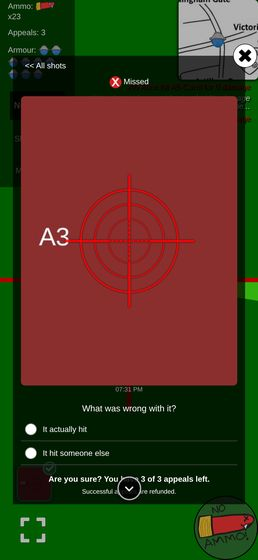 Ammo: x23
Appeals: 3
Armour:
Victori
<< All shots
Missed
A3
07:31 PM
What was wrong with it?
It actually hit
It hit someone else
Are you sure? You 3 of 3 appeals left.
Successful are refunded.
NO
AMMO!